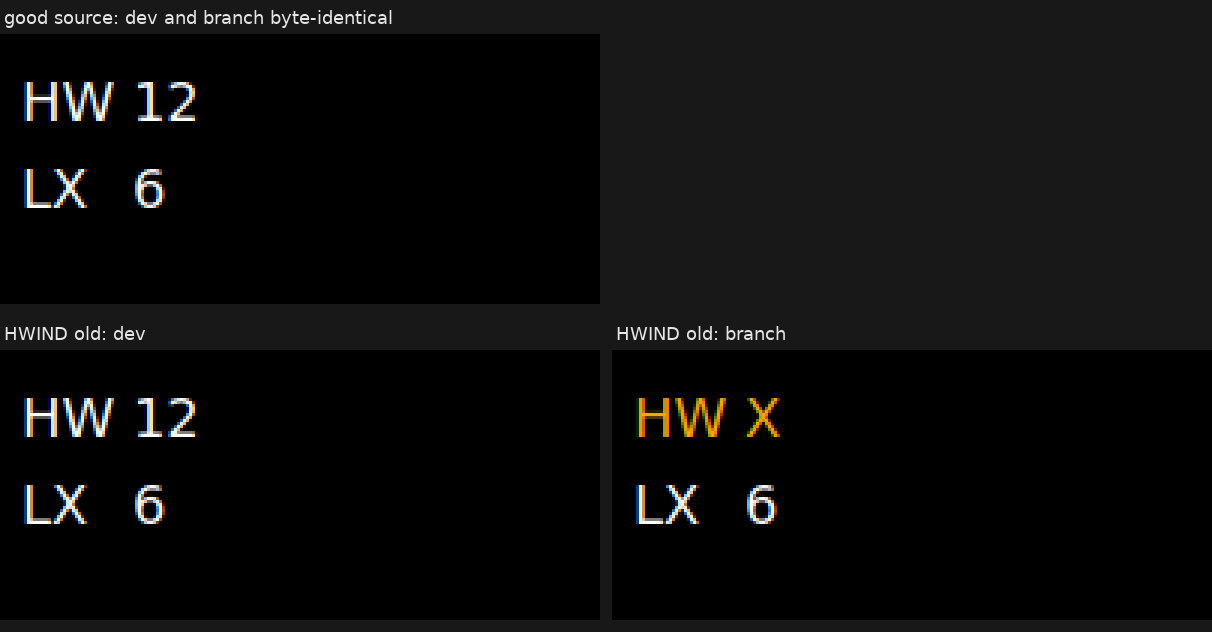 good source: dev and branch byte-identical
HW 12
LX 6
HWIND old: dev
HW 12
LX 6
HWIND old: branch
HW X
LX 6